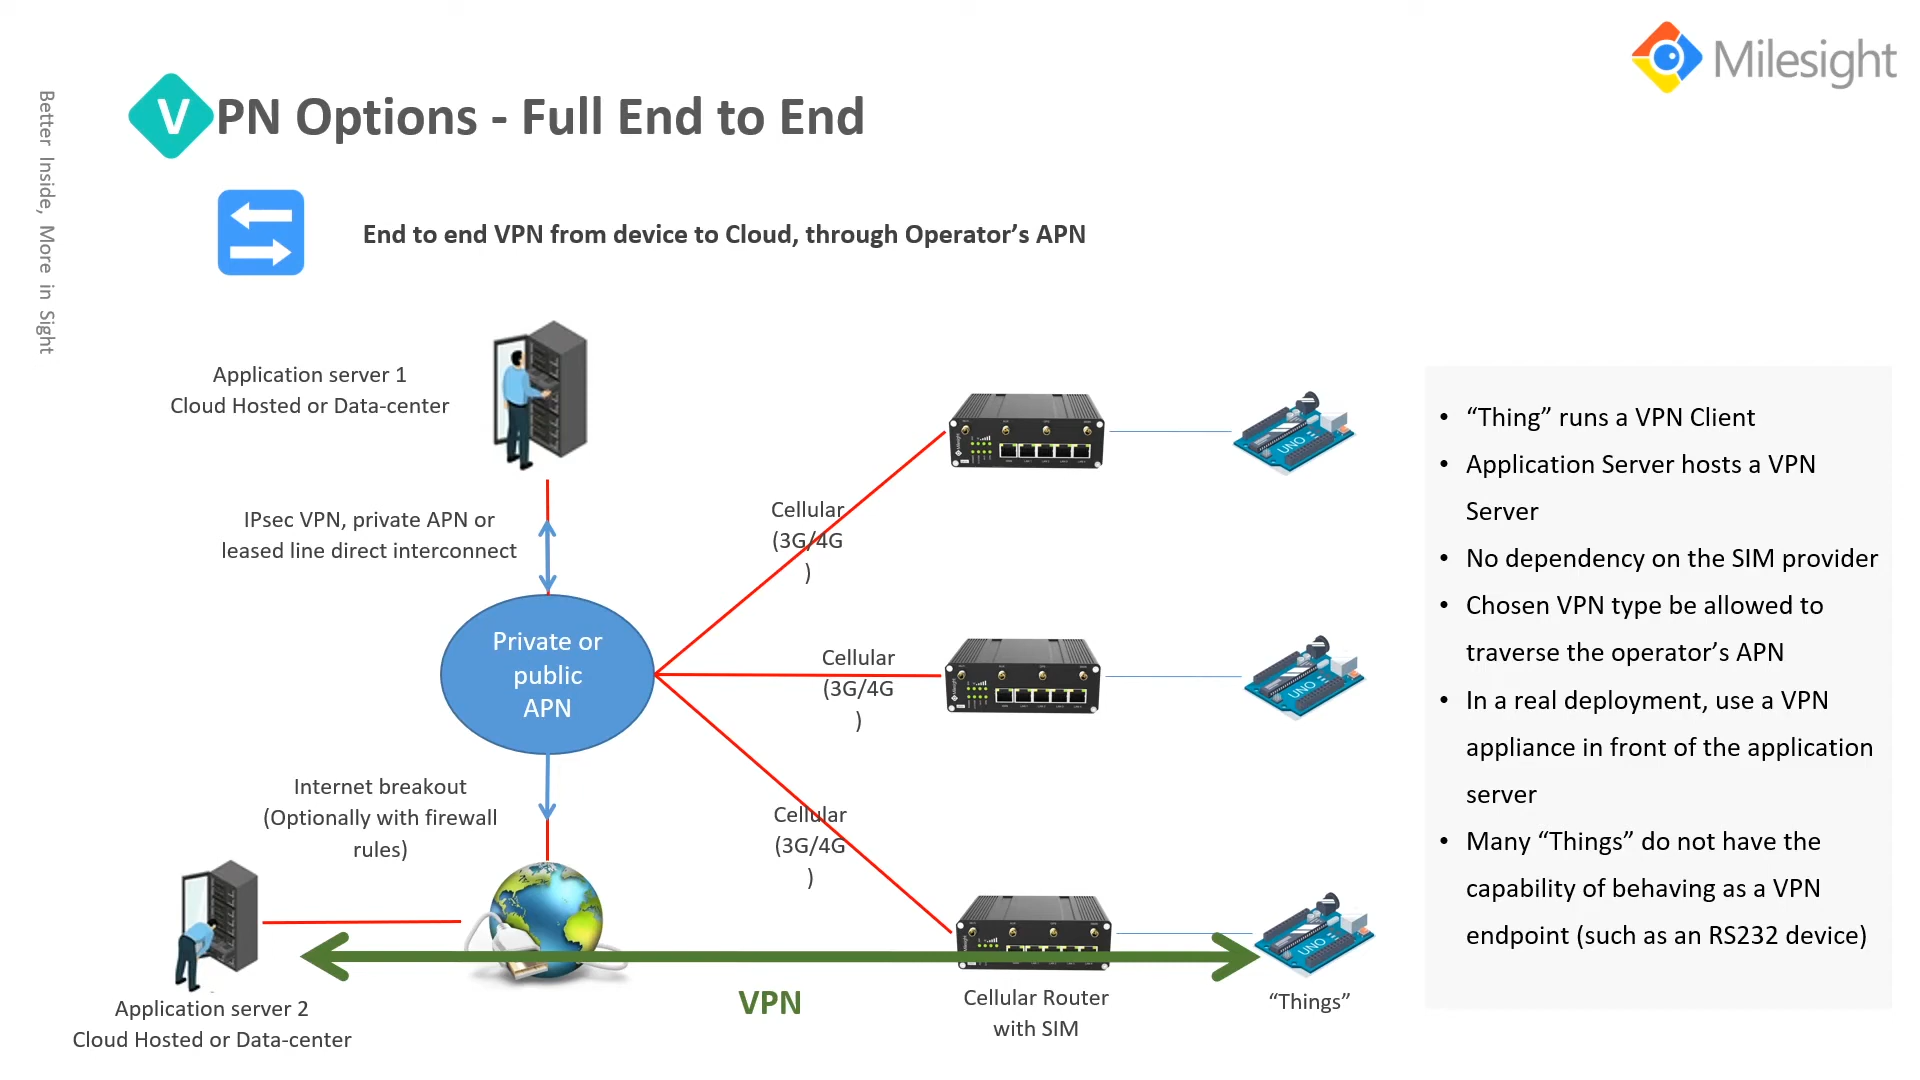 Milesight
Better Inside, More in Sight
VPN Options - Full End to End
End to end VPN from device to Cloud, through Operator’s APN
Application server 1
Cloud Hosted or Data-center
IPsec VPN, private APN or
leased line direct interconnect
Private or
public
APN
Internet breakout
(Optionally with firewall
rules)
Application server 2
Cloud Hosted or Data-center
Cellular
(3G/4G
)
Cellular
(3G/4G
)
Cellular
(3G/4G
)
UNO
UNO
UNO
VPN
Cellular Router
with SIM
“Things”
• “Thing” runs a VPN Client
• Application Server hosts a VPN
Server
• No dependency on the SIM provider
• Chosen VPN type be allowed to
traverse the operator’s APN
• In a real deployment, use a VPN
appliance in front of the application
server
• Many “Things” do not have the
capability of behaving as a VPN
endpoint (such as an RS232 device)